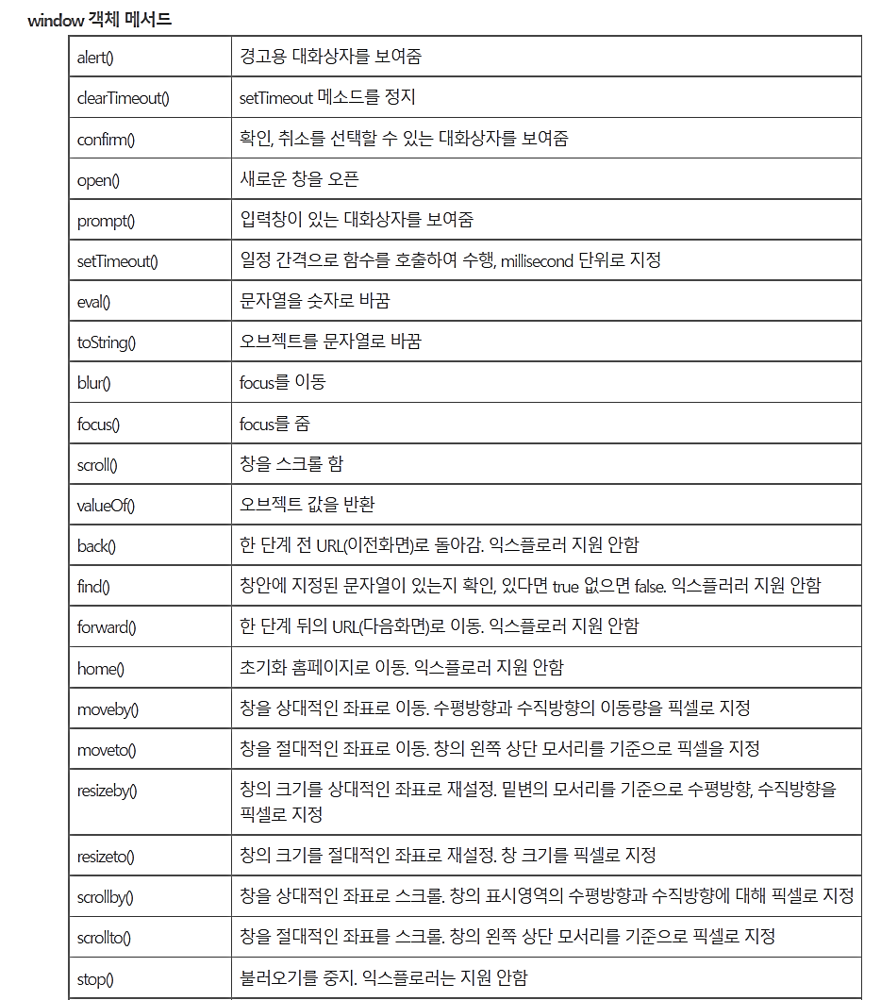 window 객체 메서드
alert() 경고용 대화상자를 보여줌
clearTimeout() setTimeout 메소드를 정지
confirm() 확인, 취소를 선택할 수 있는 대화상자를 보여줌
open() 새로운 창을 오픈
prompt() 입력창이 있는 대화상자를 보여줌
setTimeout() 일정 간격으로 함수를 호출하여 수행, millisecond 단위로 지정
eval() 문자열을 숫자로 바꿈
toString() 오브젝트를 문자열로 바꿈
blur() focus를 이동
focus() focus를 줌
scroll() 창을 스크롤 함
valueOf() 오브젝트 값을 반환
back() 한 단계 전 URL(이전화면)로 돌아감. 익스플로러 지원 안함
find() 창안에 지정된 문자열이 있는지 확인, 있다면 true 없으면 false. 익스플러러 지원 안함
forward() 한 단계 뒤의 URL(다음화면)로 이동. 익스플로러 지원 안함
home() 초기화 홈페이지로 이동. 익스플로러 지원 안함
moveby() 창을 상대적인 좌표로 이동. 수평방향과 수직방향의 이동량을 픽셀로 지정
moveto() 창을 절대적인 좌표로 이동. 창의 왼쪽 상단 모서리를 기준으로 픽셀을 지정
resizeby() 창의 크기를 상대적인 좌표로 재설정. 밑변의 모서리를 기준으로 수평방향, 수직방향을
픽셀로 지정
resizeto() 창의 크기를 절대적인 좌표로 재설정. 창 크기를 픽셀로 지정
scrollby() 창을 상대적인 좌표로 스크롤. 창의 표시영역의 수평방향과 수직방향에 대해 픽셀로 지정
scrollto() 창을 절대적인 좌표를 스크롤. 창의 왼쪽 상단 모서리를 기준으로 픽셀로 지정
stop() 불러오기를 중지. 익스플로러는 지원 안함